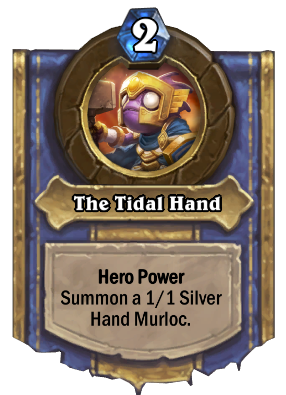 2
The Tidal Hand
Hero Power
Summon a 1/1 Silver
Hand Murloc.